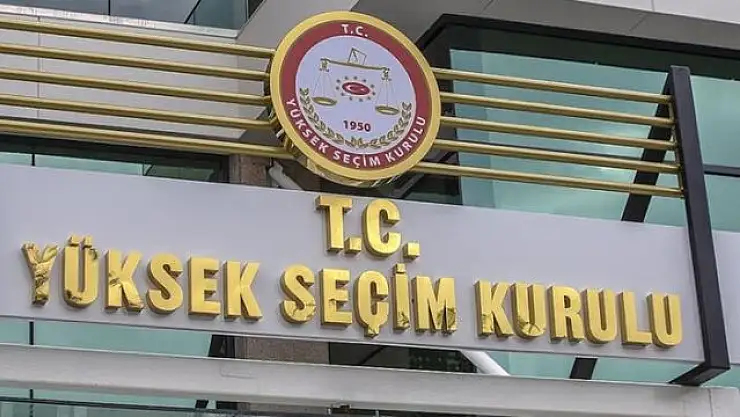 T.C.
1950
YÜKSEK SEÇİM KURULU
T.C.
YÜKSEK SEÇİM KURULU